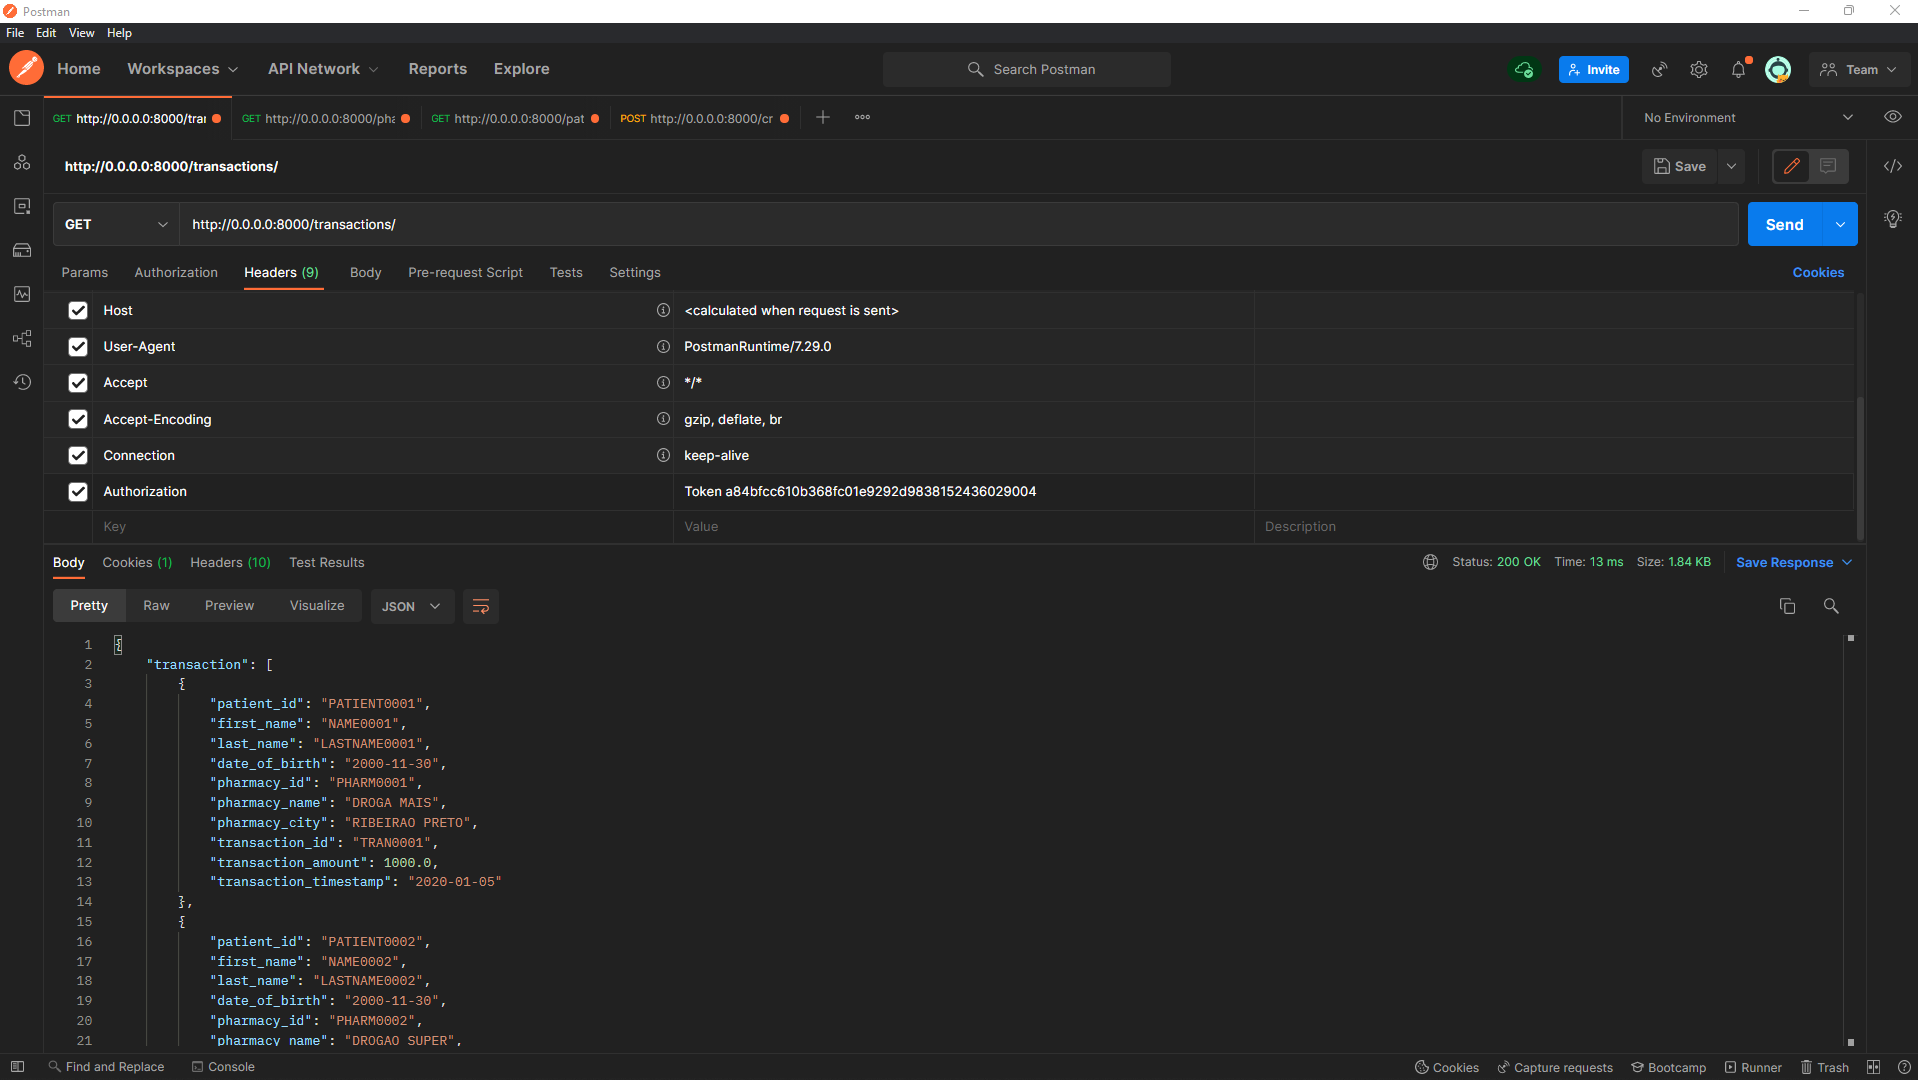 Postman
File Edit View Help
Home Workspaces API Network Reports Explore Search Postman Invite Team
GET http://0.0.0.0:8000/trar GET http://0.0.0.0:8000/pha GET http://0.0.0.0:8000/pat POST http://0.0.0.0:8000/cr No Environment
http://0.0.0.0:8000/transactions/ Save
GET http://0.0.0.0:8000/transactions/ Send
Params Authorization Headers (9) Body Pre-request Script Tests Settings Cookies
Host <calculated when request is sent>
User-Agent PostmanRuntime/7.29.0
Accept */*
Accept-Encoding gzip, deflate, br
Connection keep-alive
Authorization Token a84bfcc610b368fc01e9292d9838152436029004
Key Value Description
Body Cookies (1) Headers (10) Test Results Status: 200 OK Time: 13 ms Size: 1.84 KB Save Response
Pretty Raw Preview Visualize JSON
1 {
2 "transaction": [
3 {
4 "patient_id": "PATIENT0001",
5 "first_name": "NAME0001",
6 "last_name": "LASTNAME0001",
7 "date_of_birth": "2000-11-30",
8 "pharmacy_id": "PHARM0001",
9 "pharmacy_name": "DROGA MAIS",
10 "pharmacy_city": "RIBEIRAO PRETO",
11 "transaction_id": "TRAN0001",
12 "transaction_amount": 1000.0,
13 "transaction_timestamp": "2020-01-05"
14 },
15 {
16 "patient_id": "PATIENT0002",
17 "first_name": "NAME0002",
18 "last_name": "LASTNAME0002",
19 "date_of_birth": "2000-11-30",
20 "pharmacy_id": "PHARM0002",
21 "pharmacy_name": "DROGAO SUPER",
Find and Replace Console Cookies Capture requests Bootcamp Runner Trash